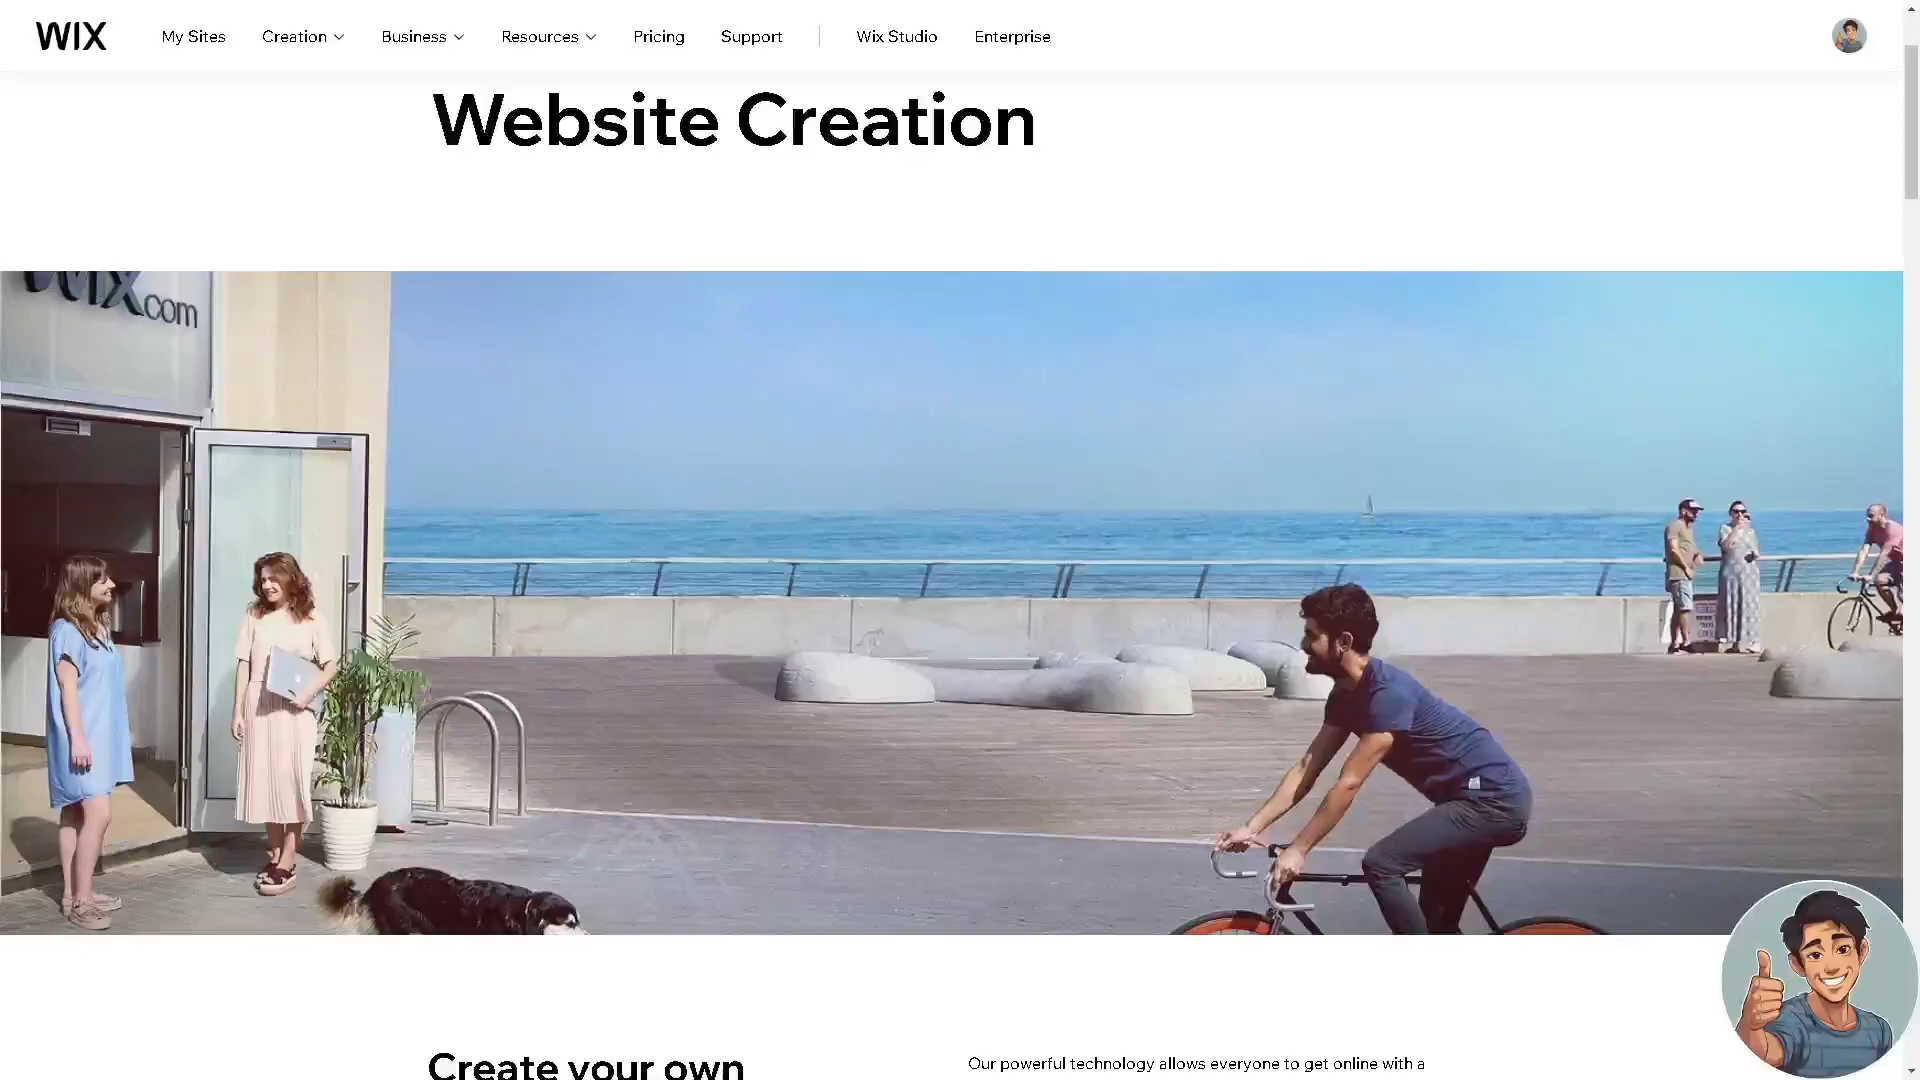 WIX My Sites Creation Business Resources Pricing Support Wix Studio Enterprise
Website Creation
Wix.com
Create your own
Our powerful technology allows everyone to get online with a